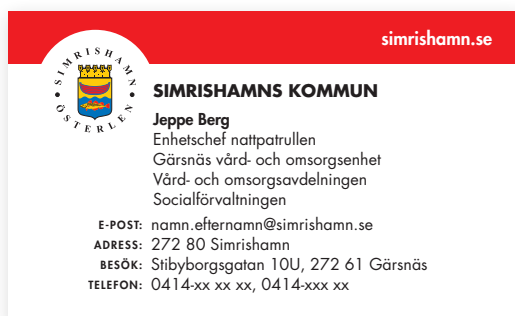 simrishamn.se
SIMRISHAMN
ÖSTERLEN
SIMRISHAMNS KOMMUN
Jeppe Berg
Enhetschef nattpatrullen
Gärsnäs vård- och omsorgsenhet
Vård- och omsorgsavdelningen
Socialförvaltningen
E-POST: namn.efternamn@simrishamn.se
ADRESS: 272 80 Simrishamn
BESÖK: Stibyborgsgatan 10U, 272 61 Gärsnäs
TELEFON: 0414-xx xx xx, 0414-xxx xx